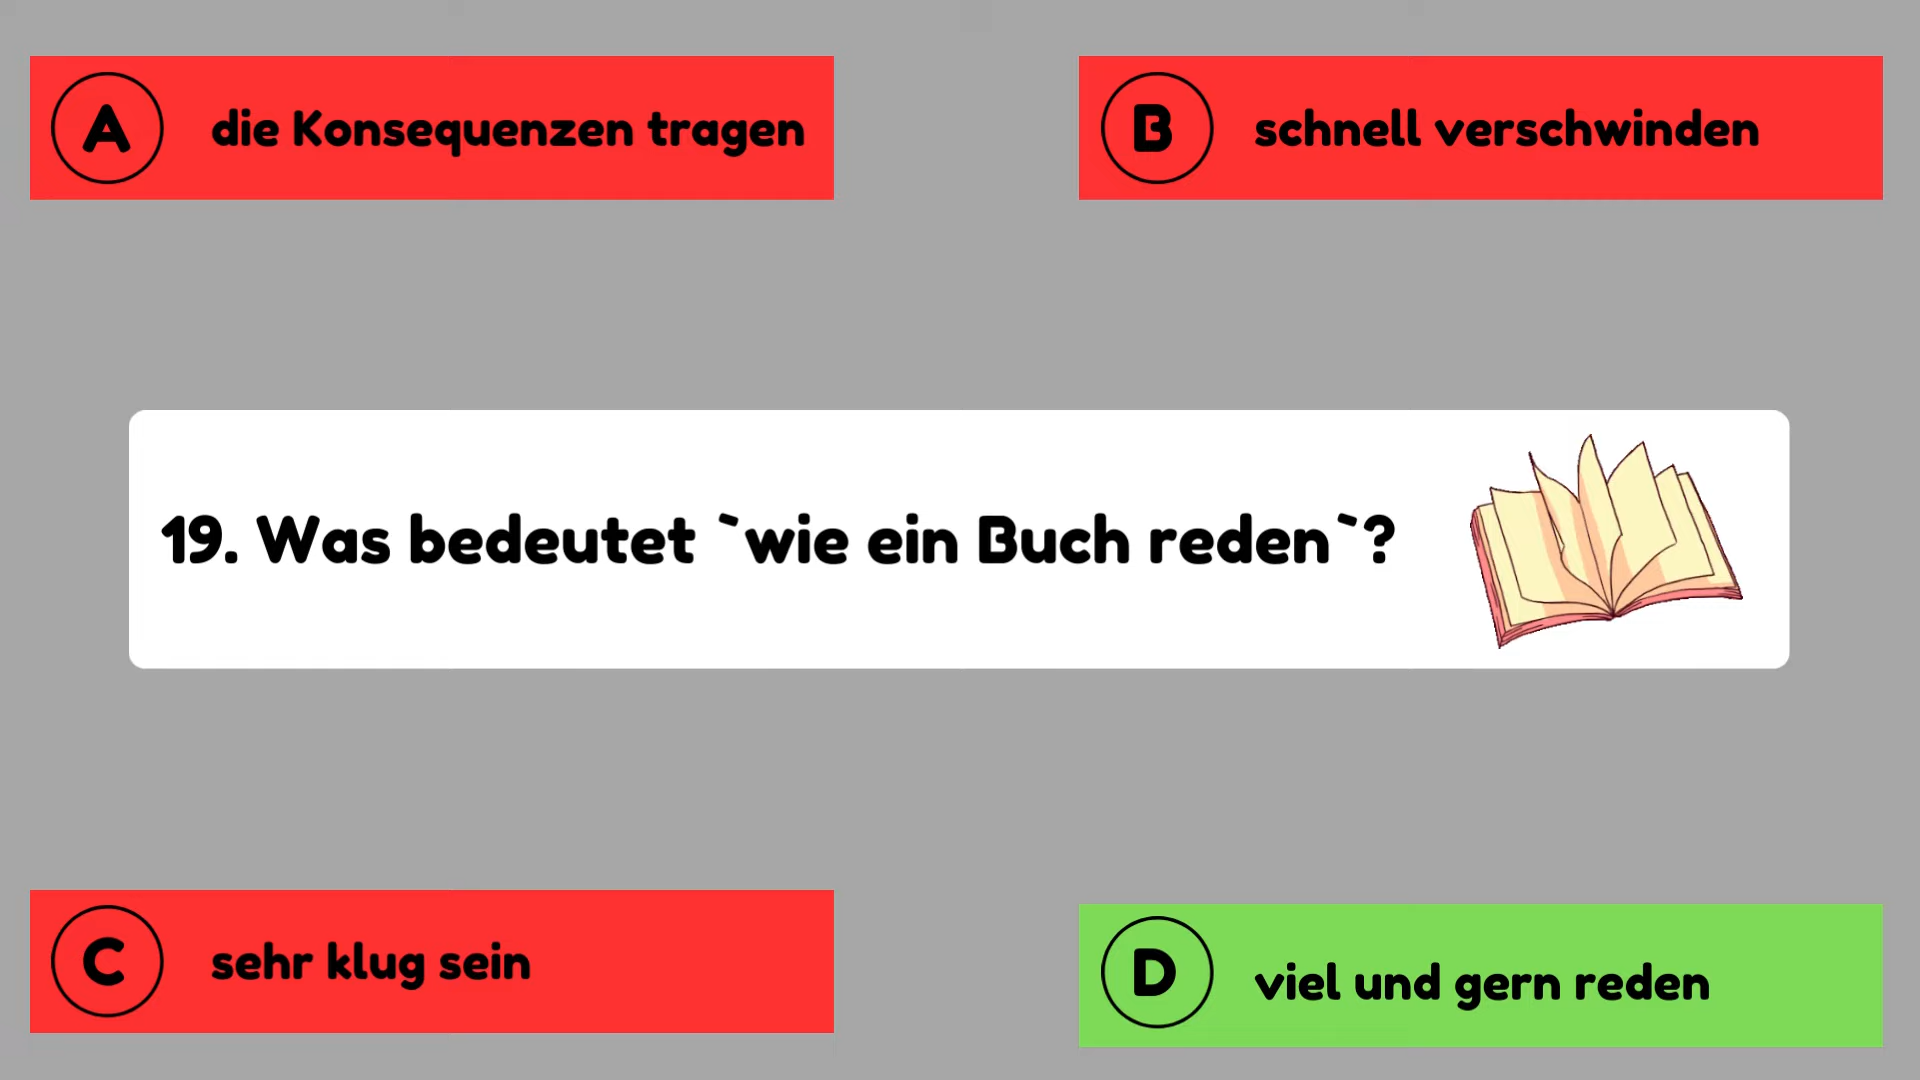 A die Konsequenzen tragen
B schnell verschwinden
19. Was bedeutet `wie ein Buch reden`?
C sehr klug sein
D viel und gern reden